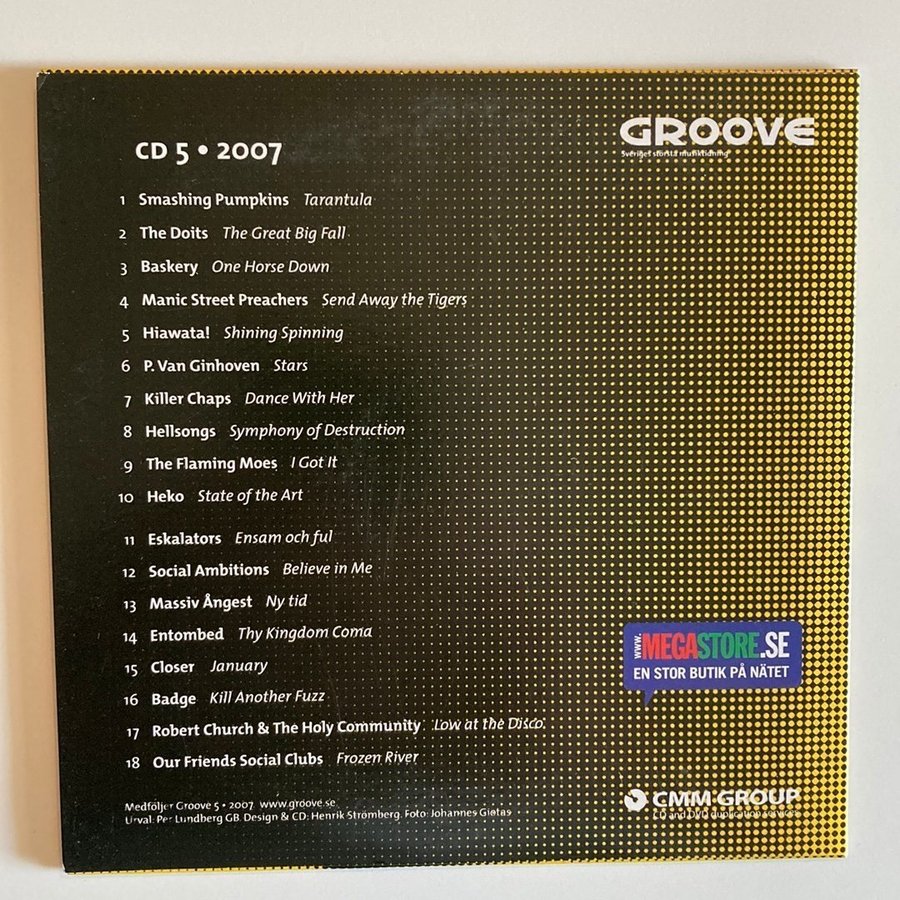 CD 5 • 2007
GROOVE
Sveriges största musiktidning
1 Smashing Pumpkins Tarantula
2 The Doits The Great Big Fall
3 Baskery One Horse Down
4 Manic Street Preachers Send Away the Tigers
5 Hiawata! Shining Spinning
6 P. Van Ginhoven Stars
7 Killer Chaps Dance With Her
8 Hellsongs Symphony of Destruction
9 The Flaming Moes I Got It
10 Heko State of the Art
11 Eskalators Ensam och ful
12 Social Ambitions Believe in Me
13 Massiv Ångest Ny tid
14 Entombed Thy Kingdom Coma
15 Closer January
16 Badge Kill Another Fuzz
17 Robert Church & The Holy Community Low at the Disco
18 Our Friends Social Clubs Frozen River
www.MEGASTORE.SE
EN STOR BUTIK PÅ NÄTET
Medföljer Groove 5 • 2007 www.groove.se
Urval: Per Lundberg GB. Design & CD: Henrik Strömberg. Foto: Johannes Giotas
CMM GROUP
CD and DVD duplication services